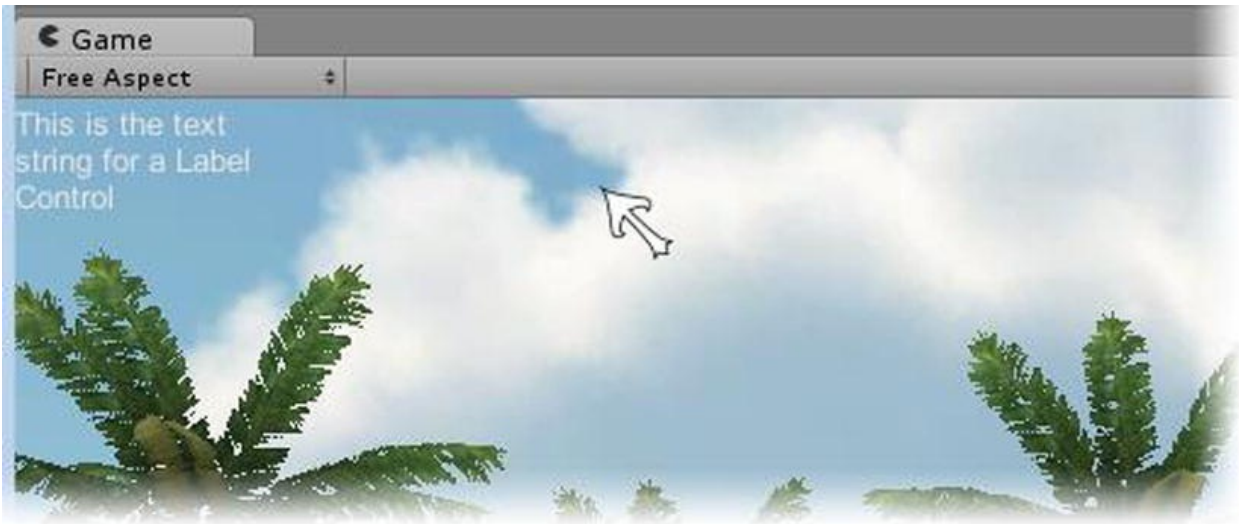 Game
Free Aspect
This is the text
string for a Label
Control